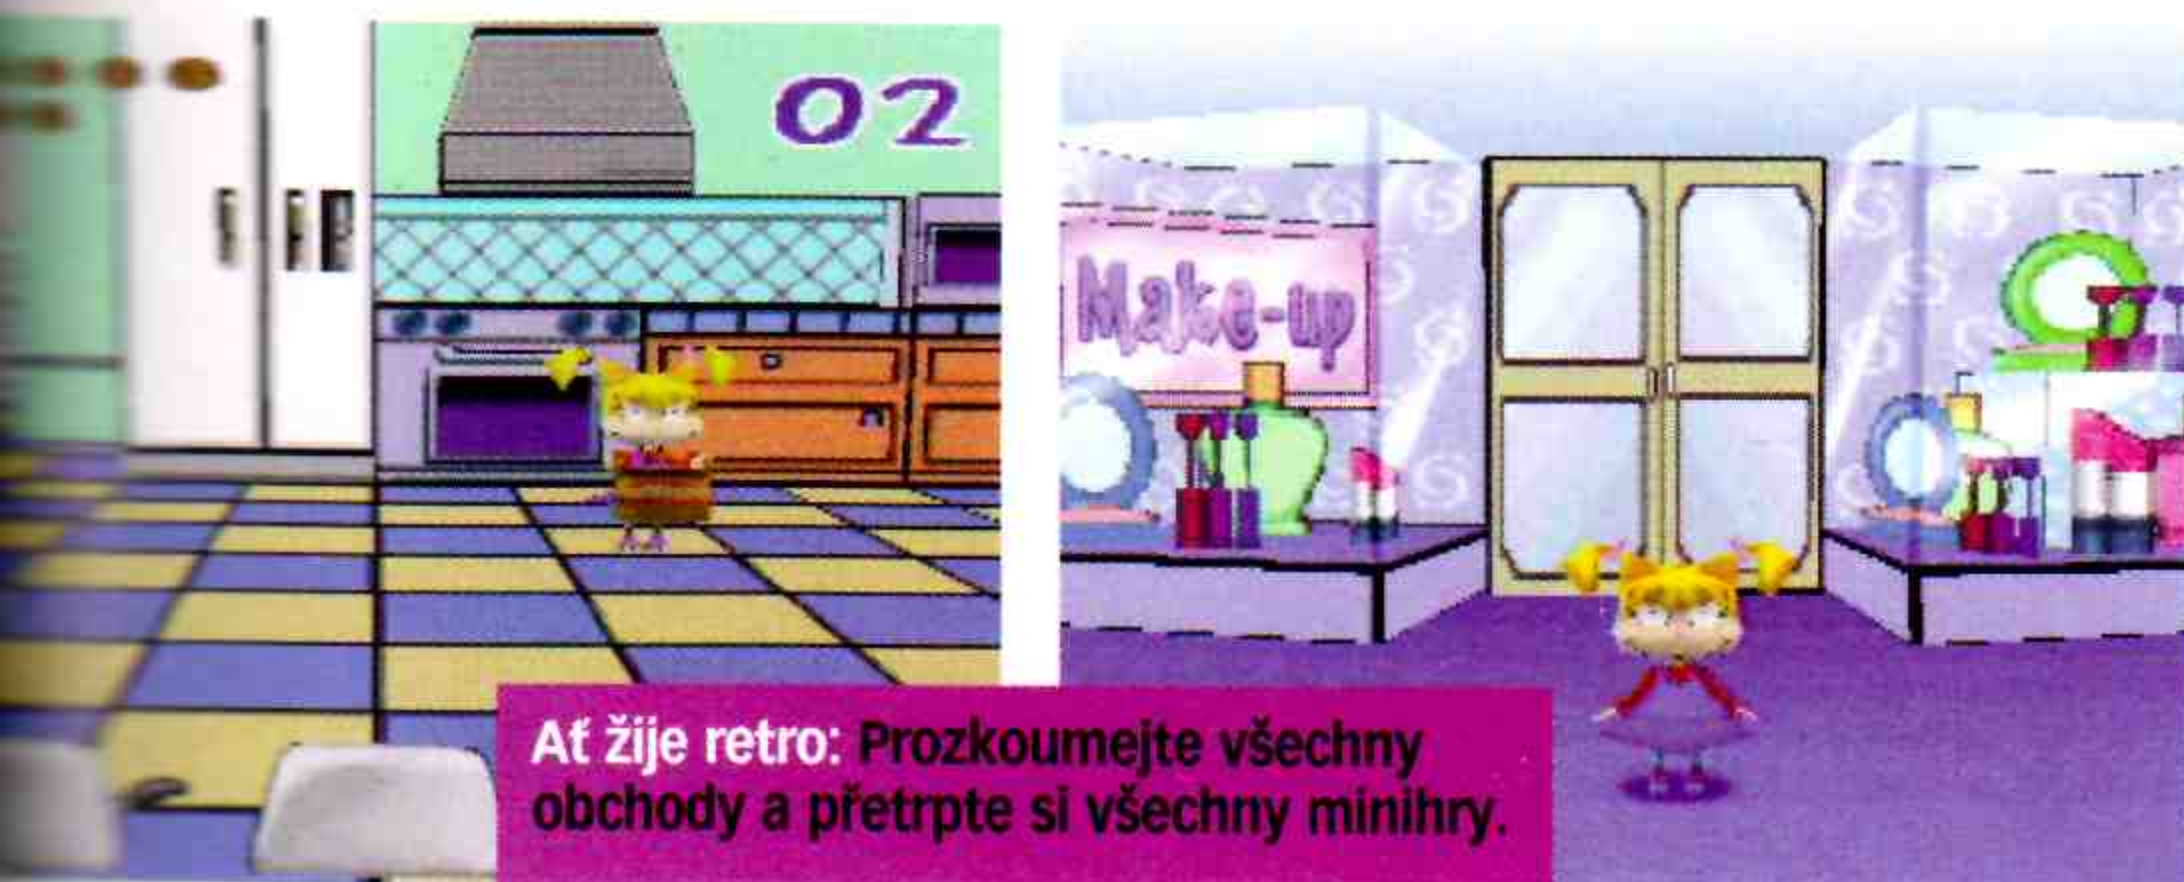 02
Make-up
Ať žije retro: Prozkoumejte všechny
obchody a přetrpte si všechny minihry.